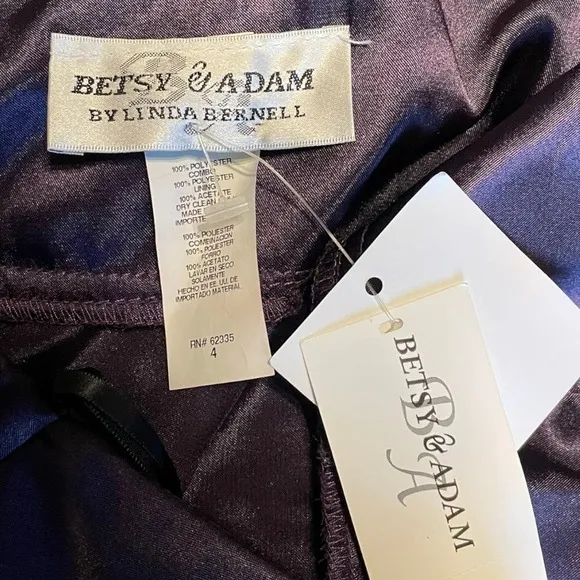 BETSY & ADAM
BY LINDA BERNELL
100% POLYESTER
COMBO
100% POLYESTER
LINING
100% ACETATE
DRY CLEAN
MADE
IMPORTE
100% POLIESTER
COMBINACION
100% POLIESTER
FORRO
100% ACETATO
LAVAR EN SECO
SOLAMENTE
HECHO EN EE. UU. DE
IMPORTADO MATERIAL
RN# 62335
4
BETSY & ADAM
B
A